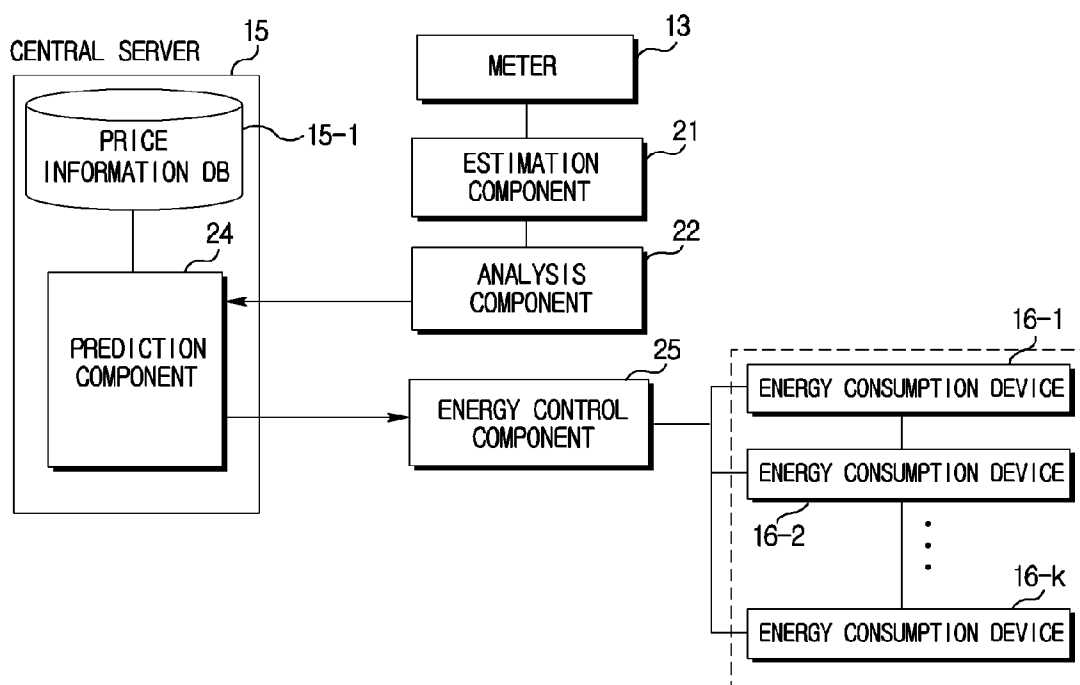 CENTRAL SERVER
15
PRICE
INFORMATION DB
15-1
24
PREDICTION
COMPONENT
METER
13
ESTIMATION
COMPONENT
21
ANALYSIS
COMPONENT
22
ENERGY CONTROL
COMPONENT
25
16-1
ENERGY CONSUMPTION DEVICE
ENERGY CONSUMPTION DEVICE
16-2
16-k
ENERGY CONSUMPTION DEVICE